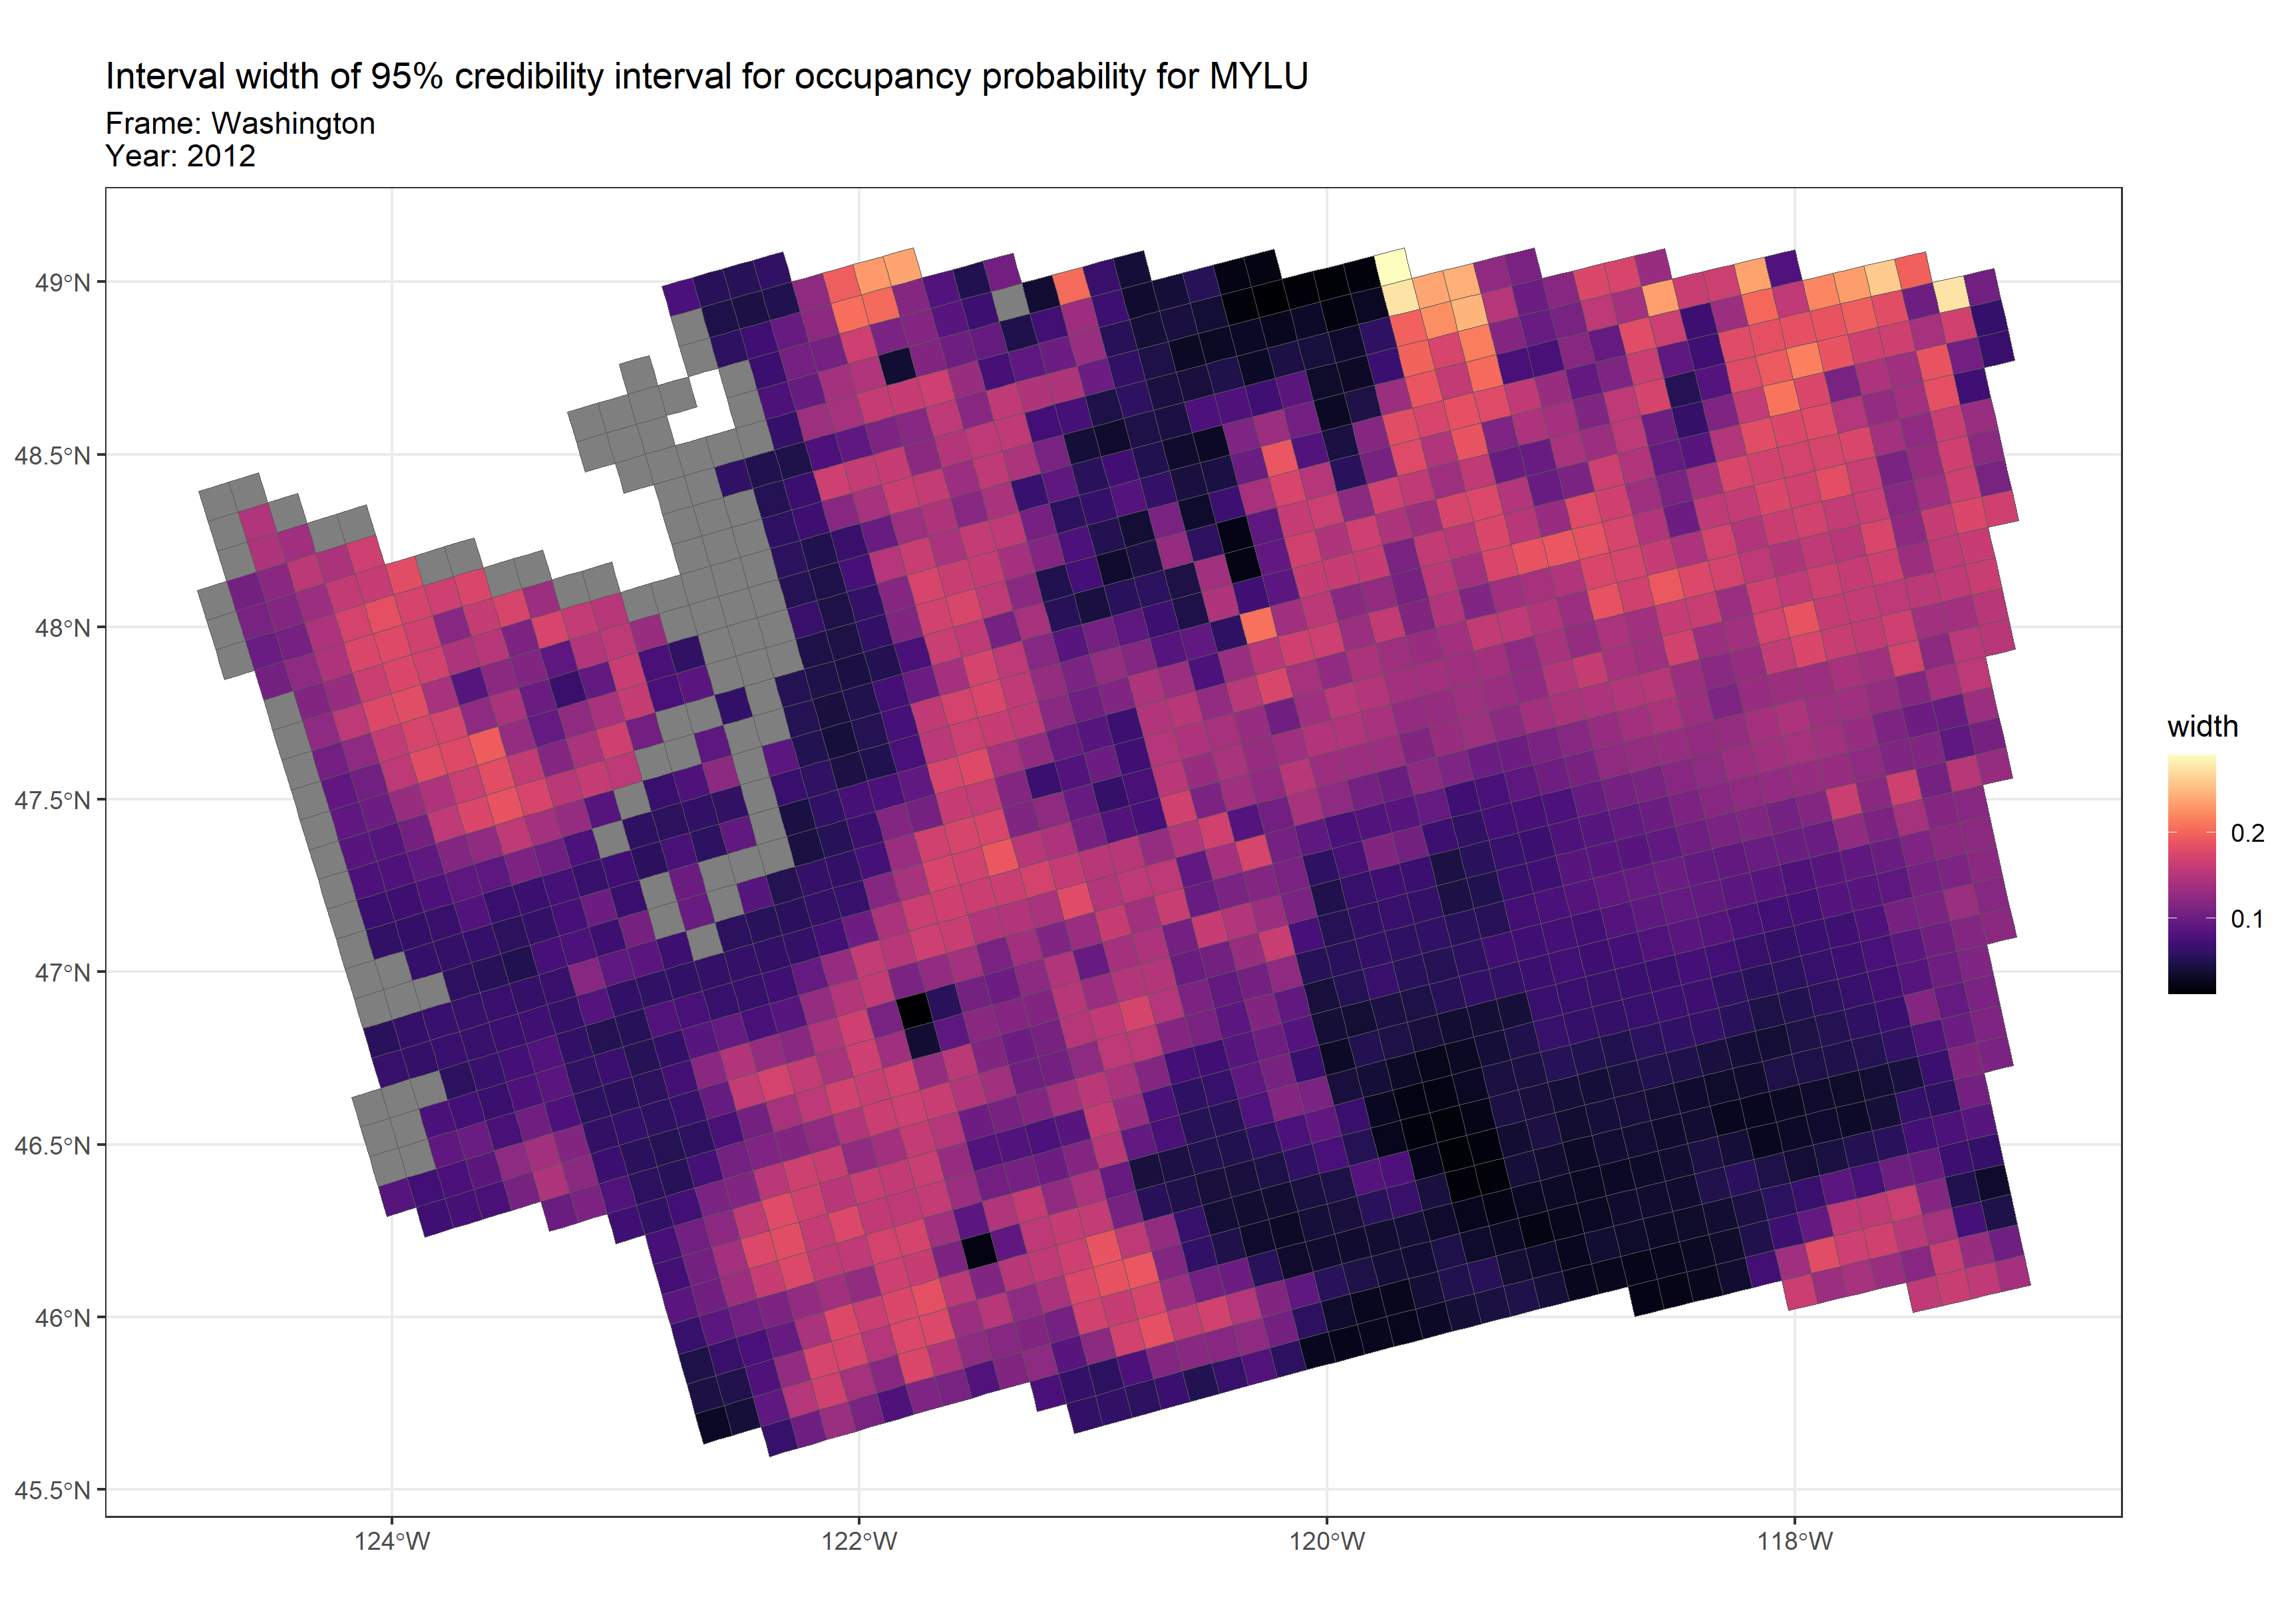 Interval width of 95% credibility interval for occupancy probability for MYLU
Frame: Washington
Year: 2012
49°N
48.5°N
48°N
47.5°N
47°N
46.5°N
46°N
45.5°N
124°W
122°W
120°W
118°W
width
0.2
0.1